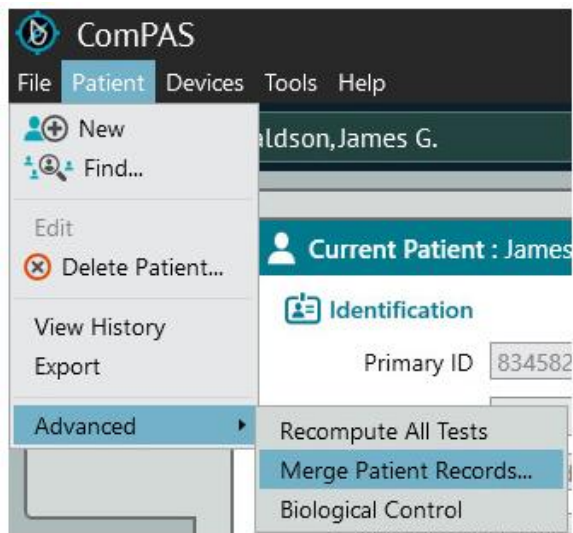 ComPAS
File Patient Devices Tools Help
New
Find...
Edit
Delete Patient...
View History
Export
Advanced
Recompute All Tests
Merge Patient Records...
Biological Control
ldson,James G.
Current Patient : James
Identification
Primary ID 834582